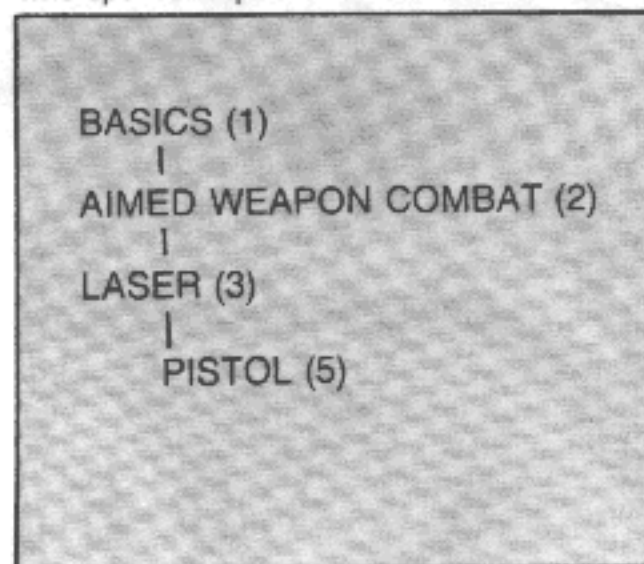 BASICS (1)
AIMED WEAPON COMBAT (2)
LASER (3)
PISTOL (5)